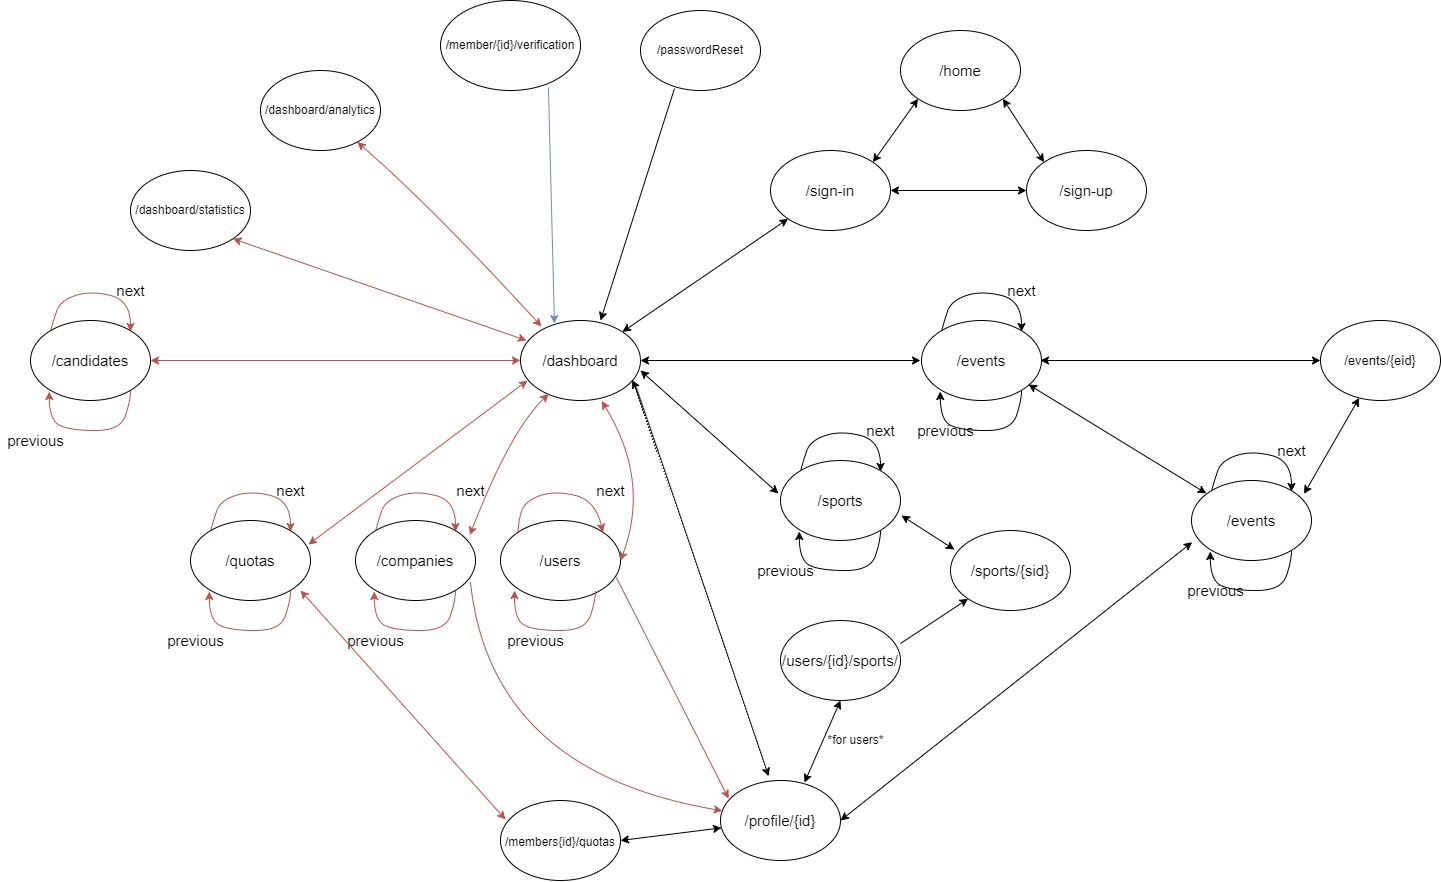 /member/{id}/verification
/passwordReset
/home
/dashboard/analytics
/sign-in
/sign-up
/dashboard/statistics
next
next
/candidates
/dashboard
/events
/events/{eid}
previous
previous
next
next
next
next
next
/sports
/events
/quotas
/companies
/users
previous
/sports/{sid}
previous
previous
previous
previous
/users/{id}/sports/
*for users*
/profile/{id}
/members{id}/quotas